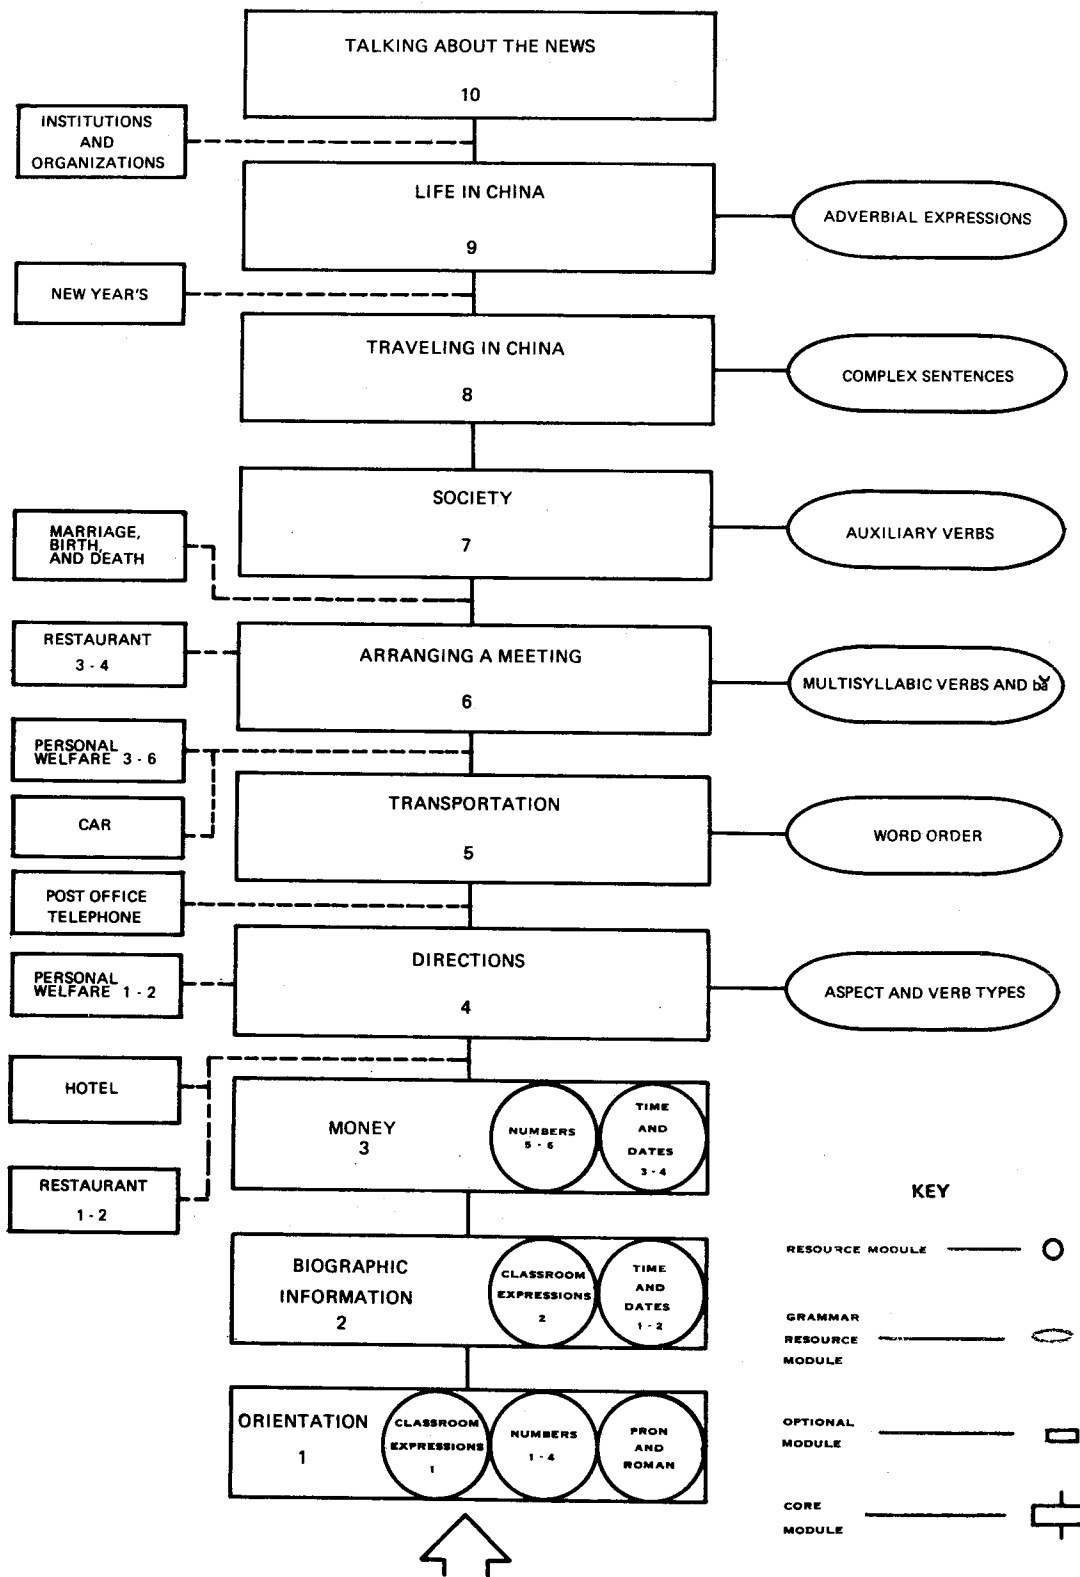 TALKING ABOUT THE NEWS
10
INSTITUTIONS
AND
ORGANIZATIONS
LIFE IN CHINA
9
ADVERBIAL EXPRESSIONS
NEW YEAR'S
TRAVELING IN CHINA
8
COMPLEX SENTENCES
SOCIETY
7
AUXILIARY VERBS
MARRIAGE,
BIRTH,
AND DEATH
RESTAURANT
3 - 4
ARRANGING A MEETING
6
MULTISYLLABIC VERBS AND bǎ
PERSONAL
WELFARE 3 - 6
CAR
TRANSPORTATION
5
WORD ORDER
POST OFFICE
TELEPHONE
PERSONAL
WELFARE 1 - 2
DIRECTIONS
4
ASPECT AND VERB TYPES
HOTEL
RESTAURANT
1 - 2
MONEY
3
NUMBERS
5 - 6
TIME
AND
DATES
3 - 4
BIOGRAPHIC
INFORMATION
2
CLASSROOM
EXPRESSIONS
2
TIME
AND
DATES
1 - 2
ORIENTATION
1
CLASSROOM
EXPRESSIONS
1
NUMBERS
1 - 4
PRON
AND
ROMAN
KEY
RESOURCE MODULE
GRAMMAR
RESOURCE
MODULE
OPTIONAL
MODULE
CORE
MODULE